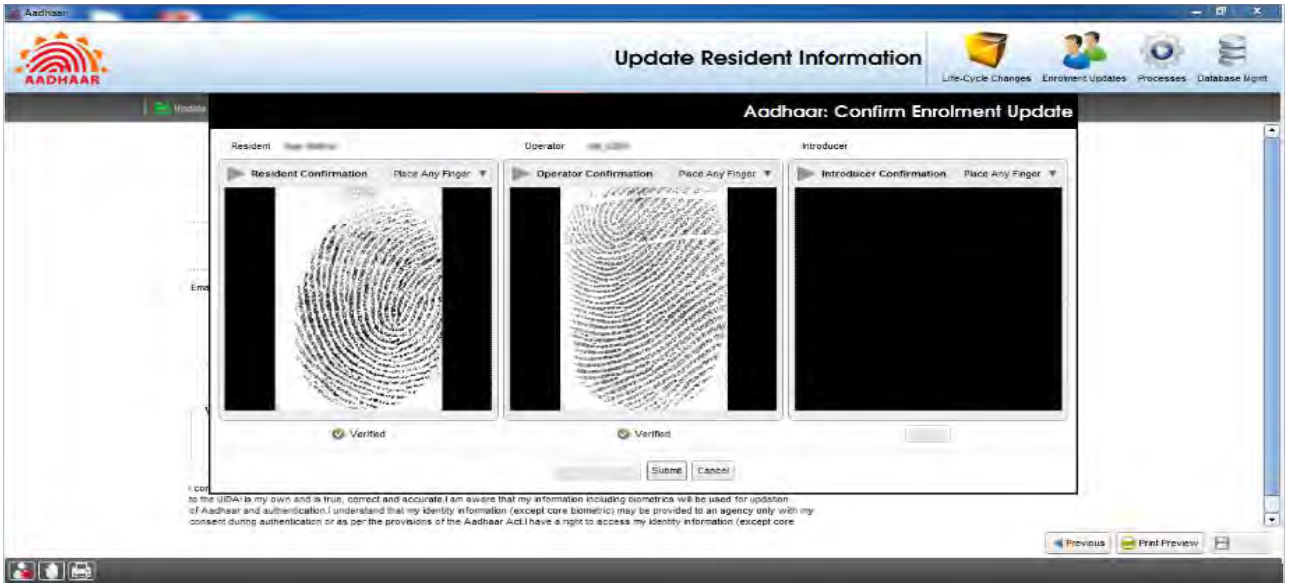 Aadhaar
AADHAAR
Update Resident Information
Life-Cycle Changes
Enrolment Updates
Processes
Database Mgmt
Update
Aadhaar: Confirm Enrolment Update
Resident
Operator
Introducer
Resident Confirmation Place Any Finger
Operator Confirmation Place Any Finger
Introducer Confirmation Place Any Finger
Ema
Verified
Verified
Submit
Cancel
I con
to the UIDAI is my own and is true, correct and accurate.I am aware that my information including biometrics will be used for updation
of Aadhaar and authentication.I understand that my identity information (except core biometric) may be provided to an agency only with my
consent during authentication or as per the provisions of the Aadhaar Act.I have a right to access my identity information (except core
Previous
Print Preview